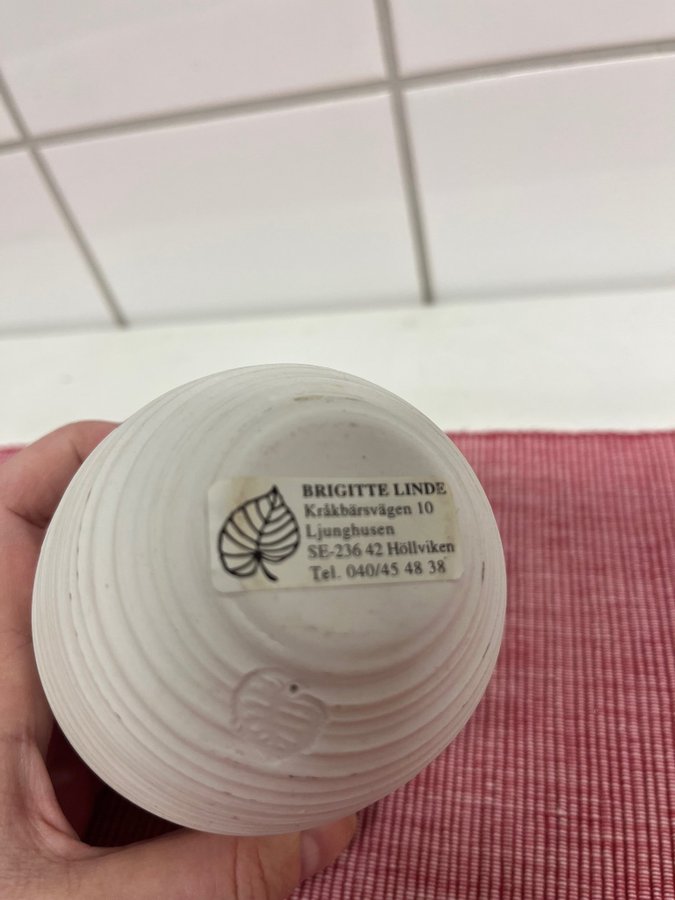 BRIGITTE LINDE
Kråkbärsvägen 10
Ljunghusen
SE-236 42 Höllviken
Tel. 040/45 48 38